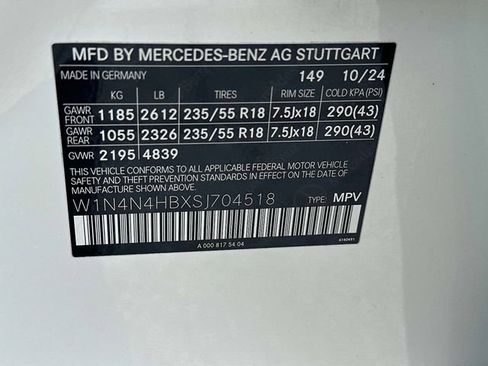 MFD BY MERCEDES-BENZ AG STUTTGART
MADE IN GERMANY 149 10/24
KG LB TIRES RIM SIZE COLD KPA (PSI)
GAWR FRONT 1185 2612 235/55 R18 7.5Jx18 290(43)
GAWR REAR 1055 2326 235/55 R18 7.5Jx18 290(43)
GVWR 2195 4839
THIS VEHICLE CONFORMS TO ALL APPLICABLE FEDERAL MOTOR VEHICLE
SAFETY AND THEFT PREVENTION STANDARDS IN EFFECT ON THE DATE OF
MANUFACTURE SHOWN ABOVE.
W1N4N4HBXSJ704518 TYPE: MPV
A 000 817 54 04